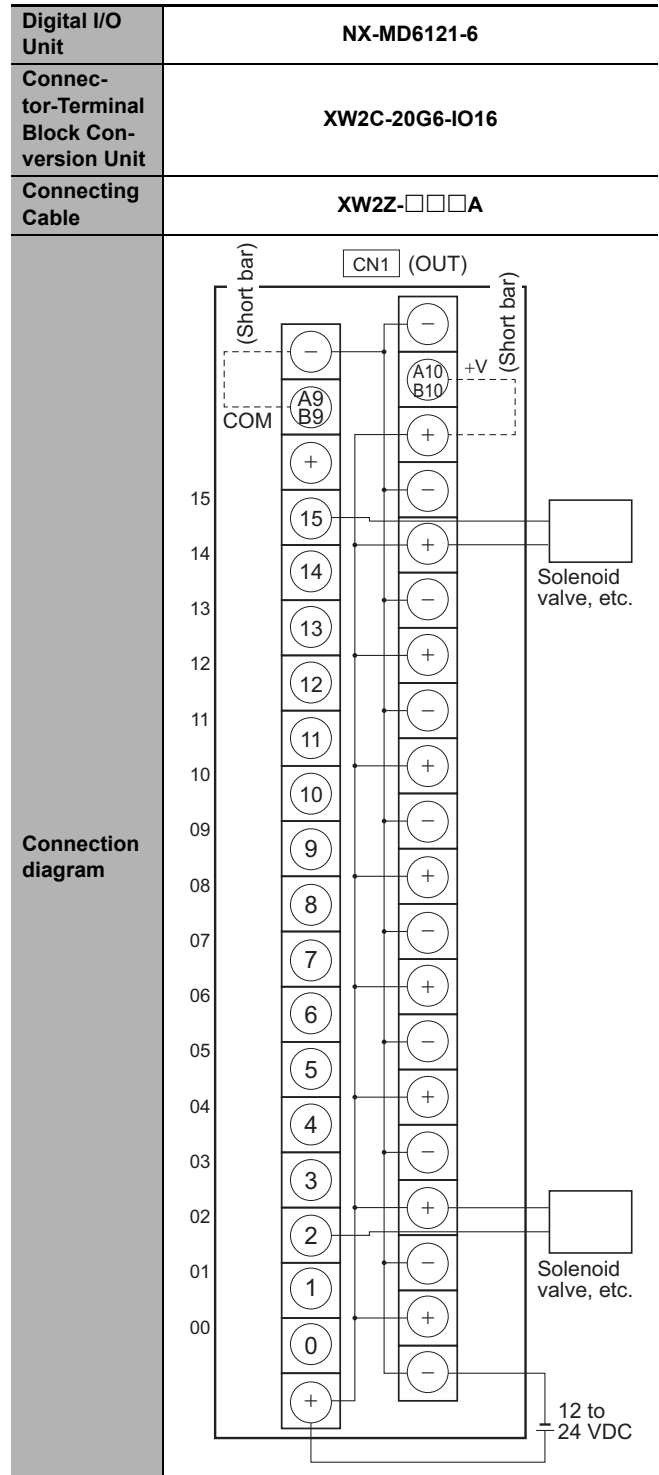 Digital I/O
Unit
NX-MD6121-6
Connec-
tor-Terminal
Block Con-
version Unit
XW2C-20G6-IO16
Connecting
Cable
XW2Z-□□□A
Connection
diagram
CN1 (OUT)
(Short bar)
(Short bar)
−
−
A10
B10
+V
A9
B9
COM
+
+
−
15
15
+
Solenoid
valve, etc.
14
14
−
13
13
+
12
12
−
11
11
+
10
10
−
09
9
+
08
8
−
07
7
+
06
6
−
05
5
+
04
4
−
03
3
+
02
2
Solenoid
valve, etc.
−
01
1
+
00
0
−
+
12 to
24 VDC